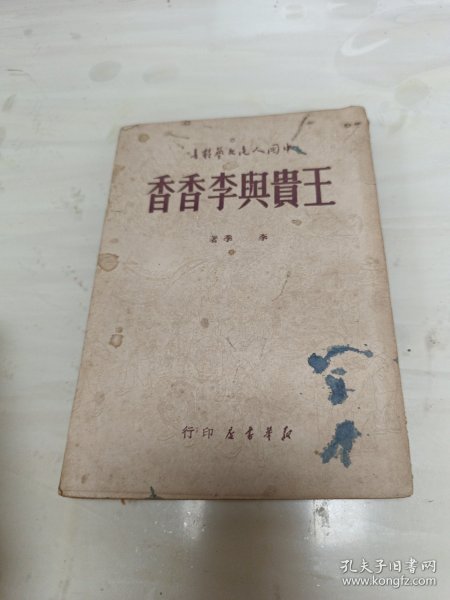 中国人民文藝叢書
王貴與李香香
李季著
新華書店印行
孔夫子旧书网
www.kongfz.com